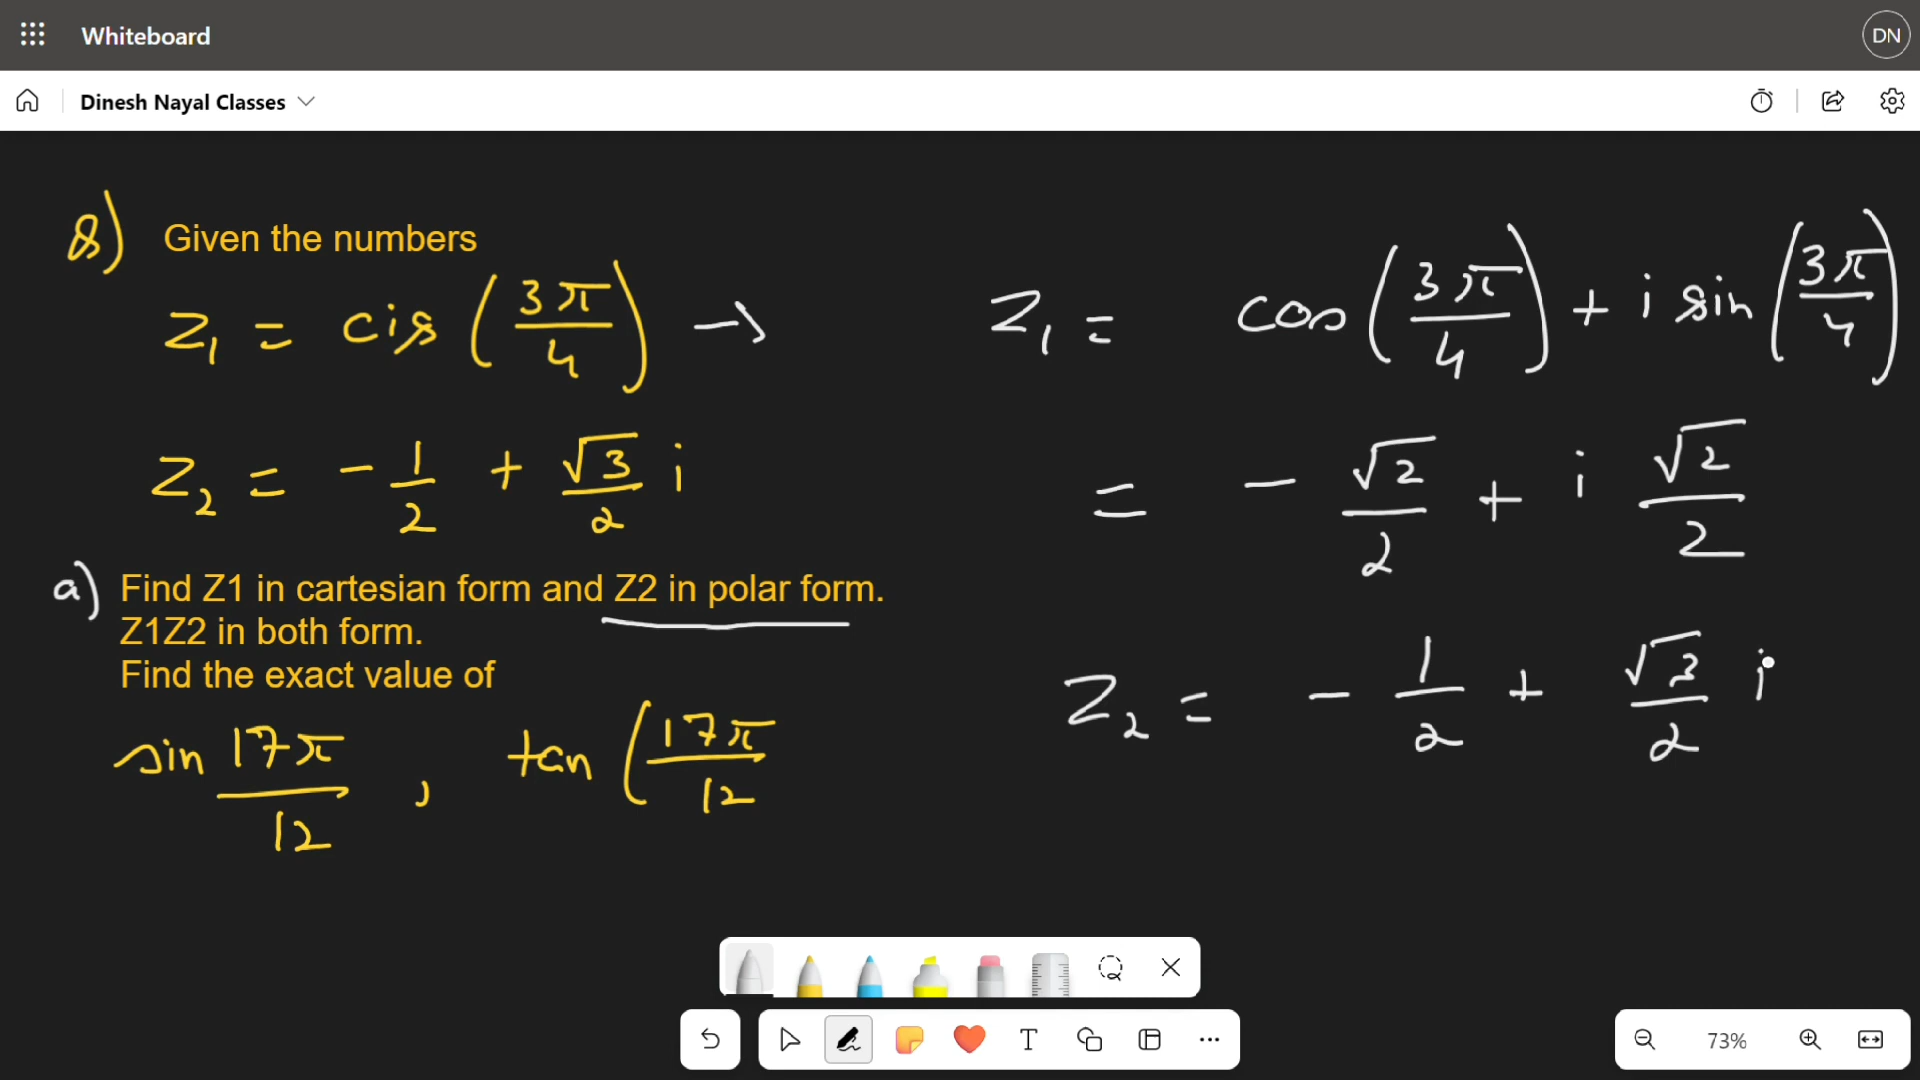 Whiteboard
DN
Dinesh Nayal Classes
Q) Given the numbers
Z₁ = cis (3π/4) →
Z₂ = - 1/2 + √3/2 i
a) Find Z1 in cartesian form and Z2 in polar form.
Z1Z2 in both form.
Find the exact value of
sin 17π/12 , tan (17π/12
Z₁ = cos (3π/4) + i sin (3π/4)
= - √2/2 + i √2/2
Z₂ = - 1/2 + √3/2 i
73%